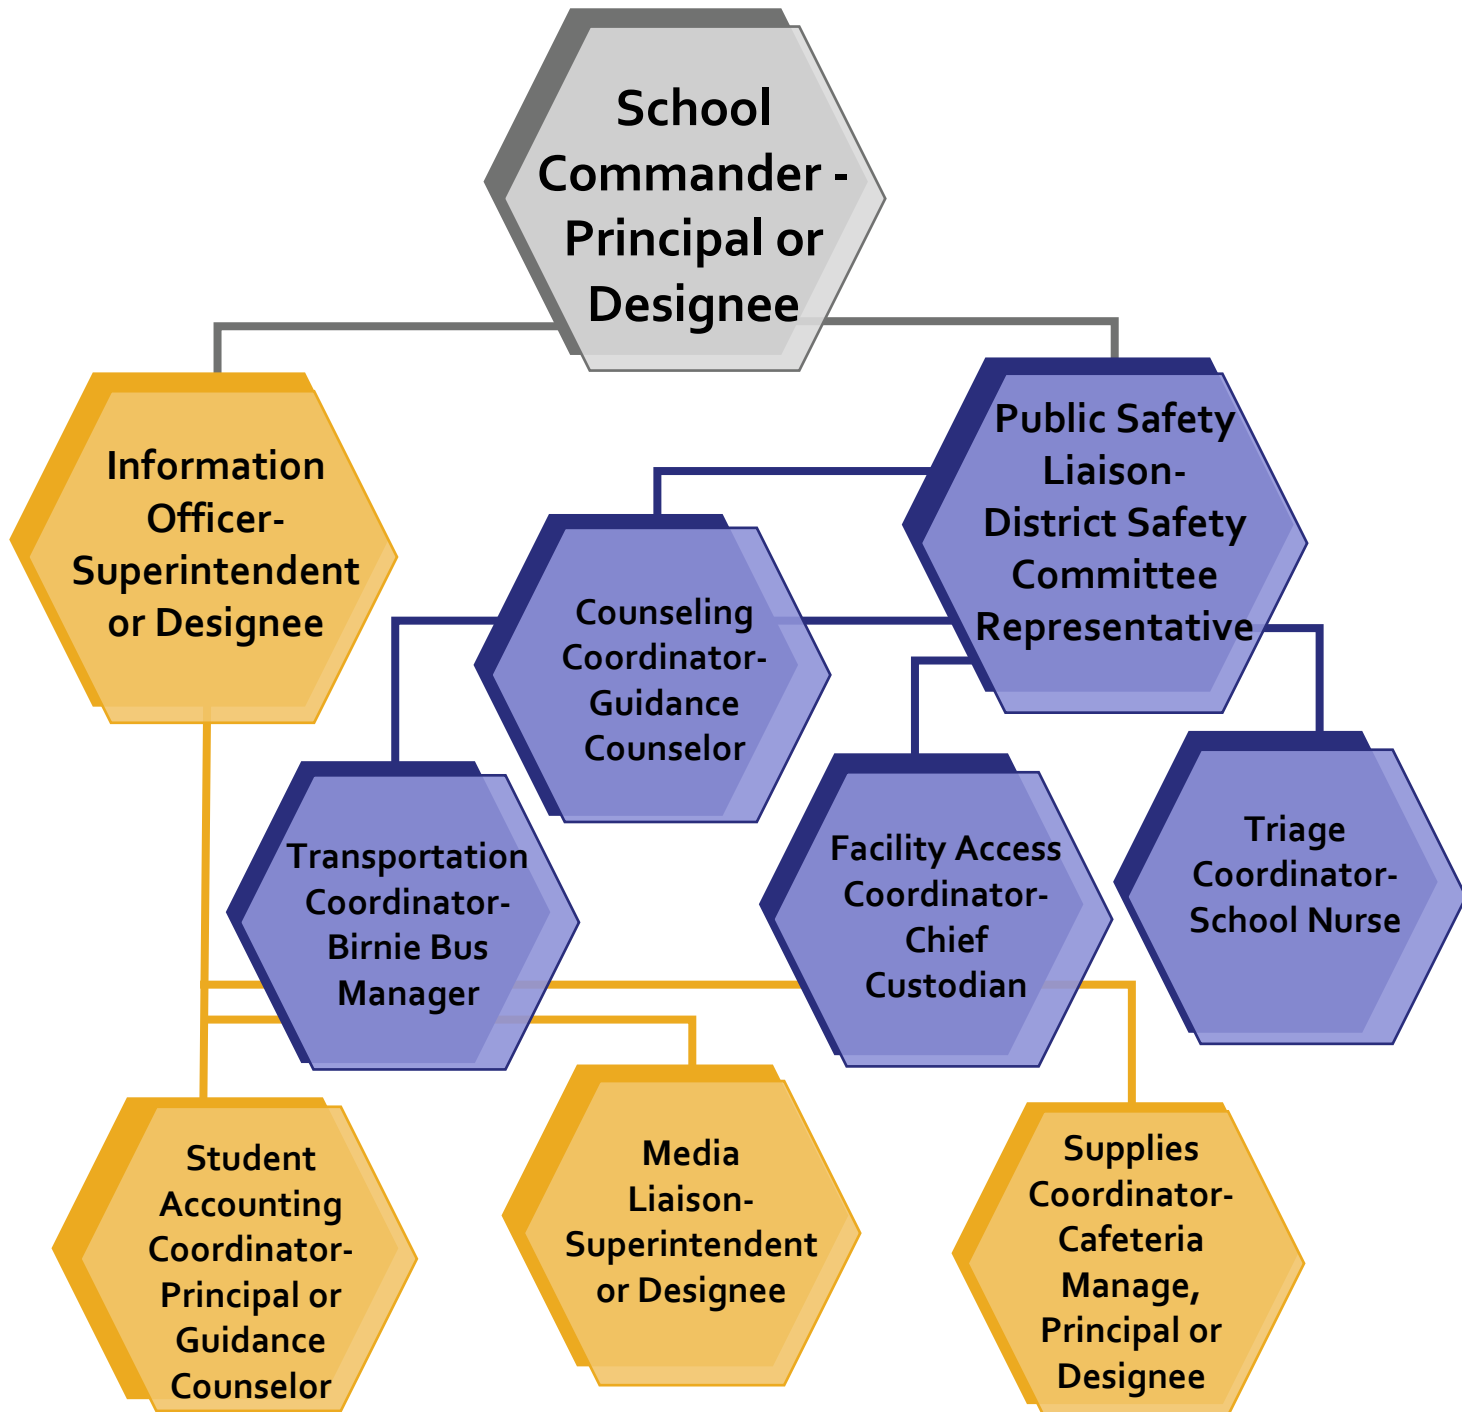 School
Commander -
Principal or
Designee
Information
Officer-
Superintendent
or Designee
Public Safety
Liaison-
District Safety
Committee
Representative
Counseling
Coordinator-
Guidance
Counselor
Transportation
Coordinator-
Birnie Bus
Manager
Facility Access
Coordinator-
Chief
Custodian
Triage
Coordinator-
School Nurse
Student
Accounting
Coordinator-
Principal or
Guidance
Counselor
Media
Liaison-
Superintendent
or Designee
Supplies
Coordinator-
Cafeteria
Manage,
Principal or
Designee